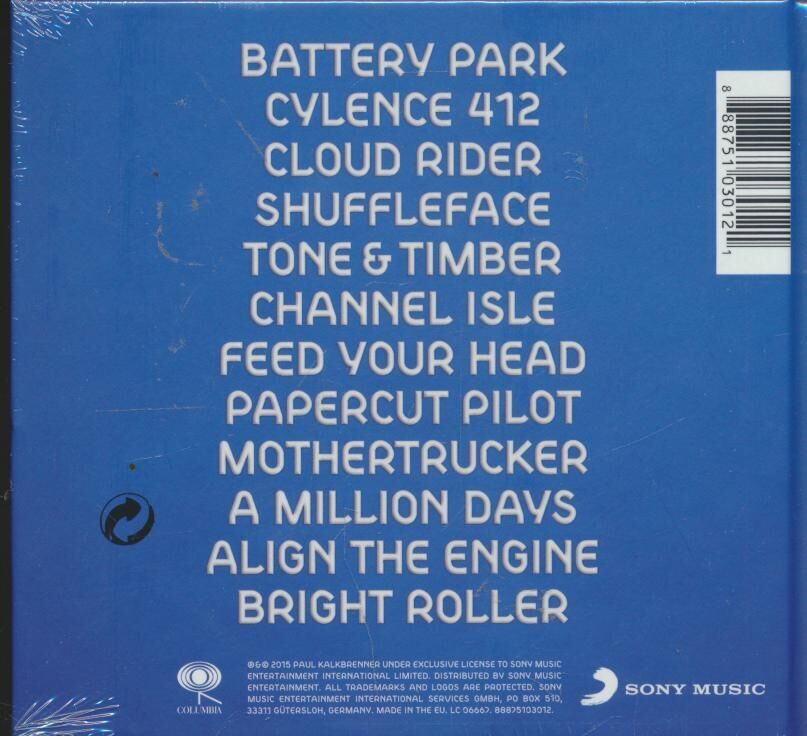 BATTERY PARK
CYLENCE 412
CLOUD RIDER
SHUFFLEFACE
TONE & TIMBER
CHANNEL ISLE
FEED YOUR HEAD
PAPERCUT PILOT
MOTHERTRUCKER
A MILLION DAYS
ALIGN THE ENGINE
BRIGHT ROLLER
8 88751 03012 1
COLUMBIA
℗&© 2015 PAUL KALKBRENNER UNDER EXCLUSIVE LICENSE TO SONY MUSIC
ENTERTAINMENT INTERNATIONAL LIMITED. DISTRIBUTED BY SONY MUSIC
ENTERTAINMENT. ALL TRADEMARKS AND LOGOS ARE PROTECTED. SONY
MUSIC ENTERTAINMENT INTERNATIONAL SERVICES GMBH, PO BOX 510,
33311 GÜTERSLOH, GERMANY. MADE IN THE EU. LC 06667. 88875103012.
SONY MUSIC